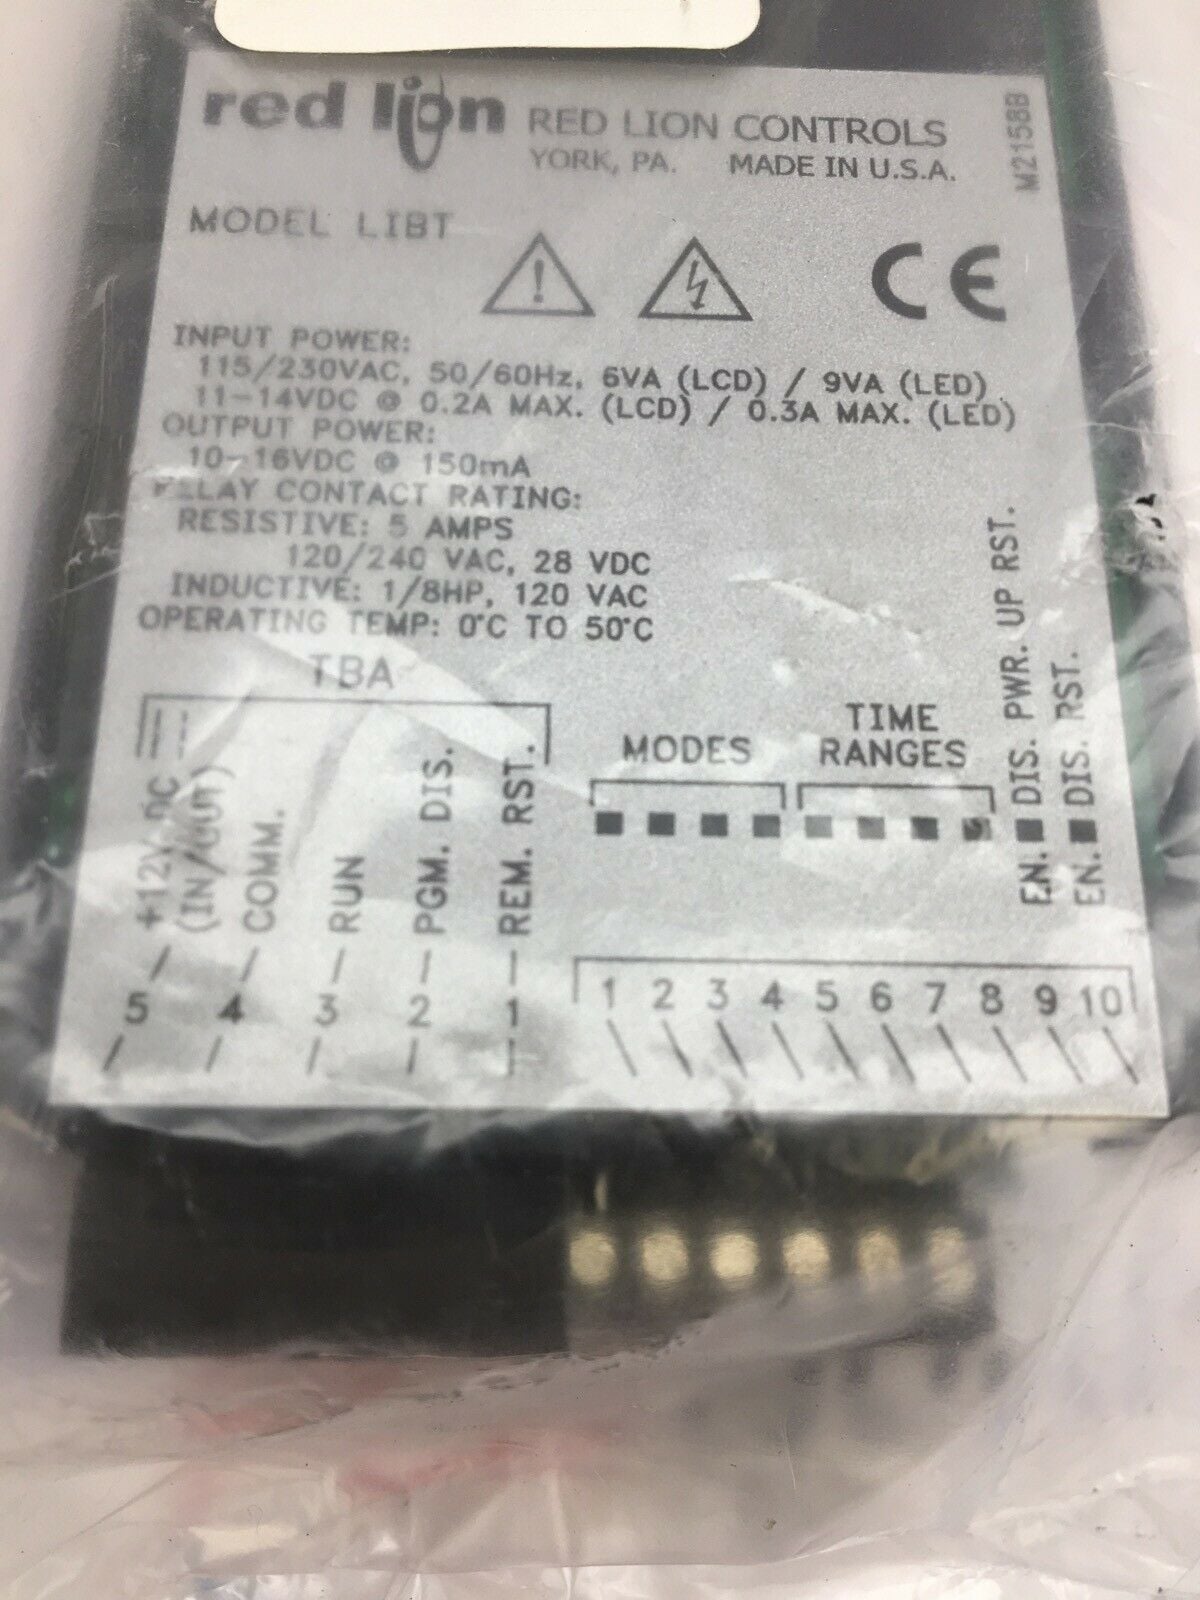 red lion RED LION CONTROLS
YORK, PA. MADE IN U.S.A.
M2158B
MODEL LIBT
CE
INPUT POWER:
115/230VAC, 50/60Hz, 6VA (LCD) / 9VA (LED)
11-14VDC @ 0.2A MAX. (LCD) / 0.3A MAX. (LED)
OUTPUT POWER:
10-16VDC @ 150mA
RELAY CONTACT RATING:
RESISTIVE: 5 AMPS
120/240 VAC, 28 VDC
INDUCTIVE: 1/8HP, 120 VAC
OPERATING TEMP: 0°C TO 50°C
TBA
+12V DC
(IN/OUT)
COMM.
RUN
PGM. DIS.
REM. RST.
MODES
TIME
RANGES
EN. DIS. PWR. UP RST.
EN. DIS. RST.
5 4 3 2 1
1 2 3 4 5 6 7 8 9 10